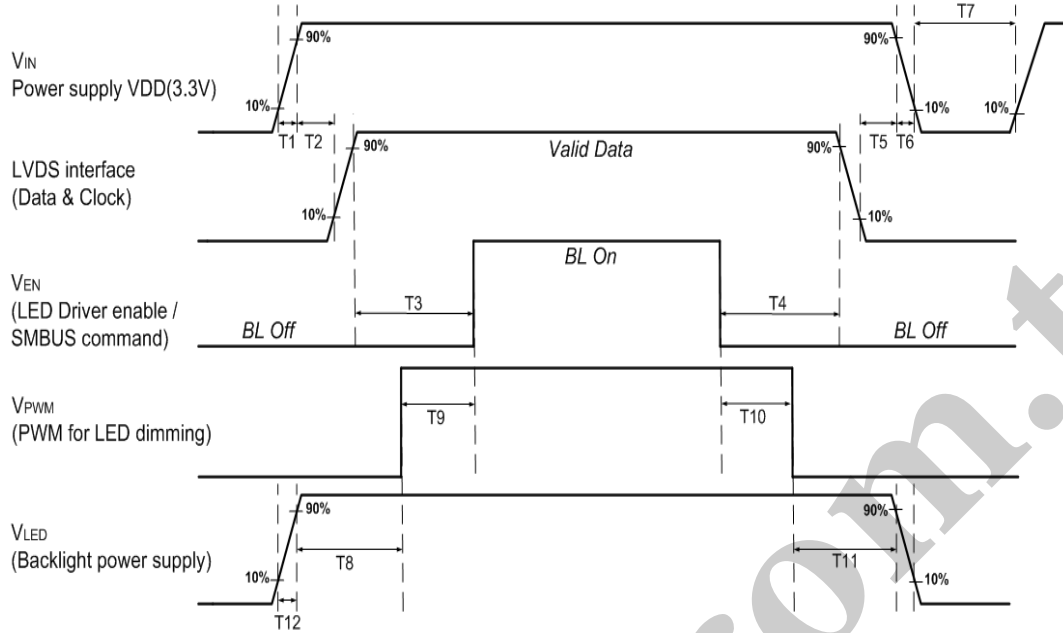 T7
90%
90%
VIN
Power supply VDD(3.3V)
10%
10%
10%
T1
T2
T5
T6
90%
Valid Data
90%
LVDS interface
(Data & Clock)
10%
10%
BL On
VEN
(LED Driver enable /
SMBUS command)
T3
T4
BL Off
BL Off
VPWM
(PWM for LED dimming)
T9
T10
90%
90%
VLED
(Backlight power supply)
T8
T11
10%
10%
T12
om.t